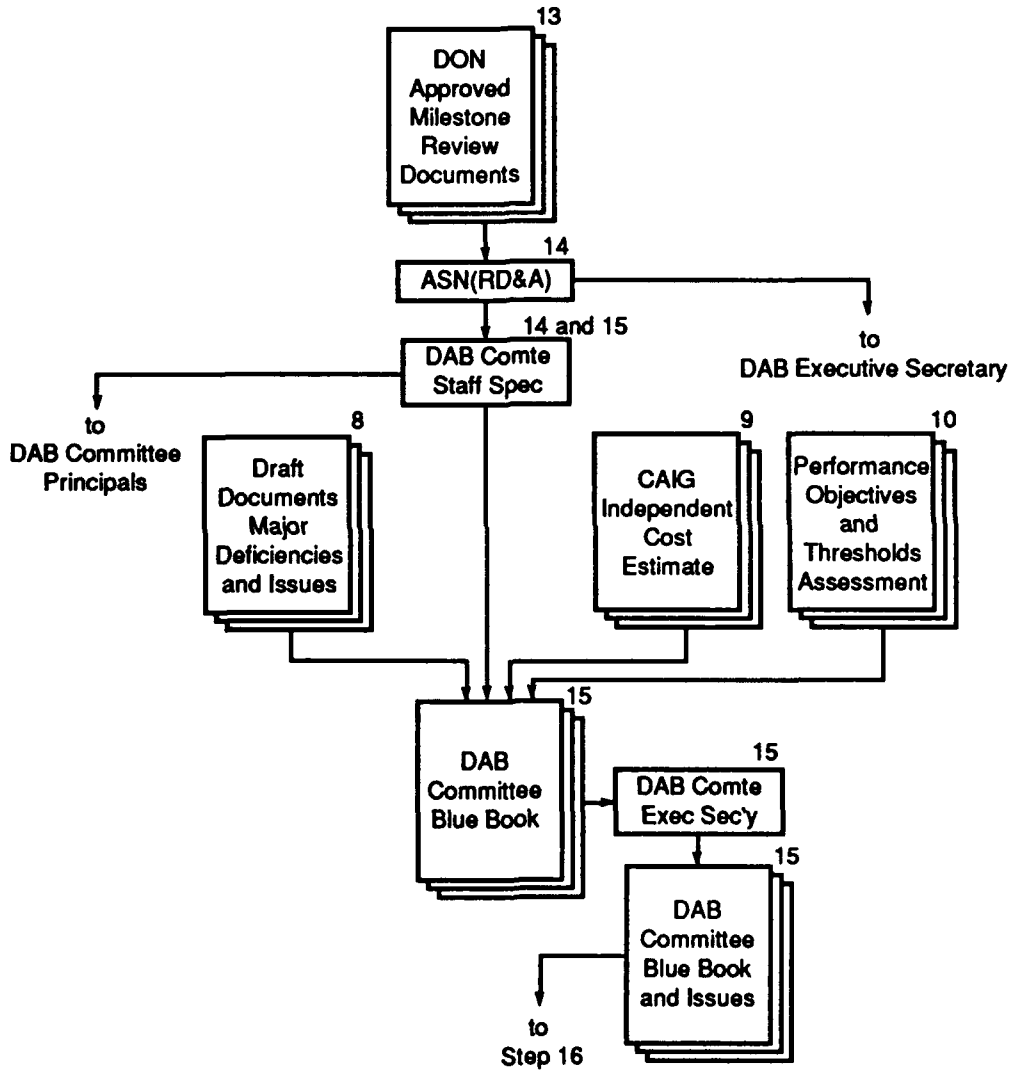 13
DON
Approved
Milestone
Review
Documents
14
ASN(RD&A)
14 and 15
DAB Comte
Staff Spec
to
DAB Executive Secretary
to
DAB Committee
Principals
8
Draft
Documents
Major
Deficiencies
and Issues
9
CAIG
Independent
Cost
Estimate
10
Performance
Objectives
and
Thresholds
Assessment
15
DAB
Committee
Blue Book
15
DAB Comte
Exec Sec'y
15
DAB
Committee
Blue Book
and Issues
to
Step 16